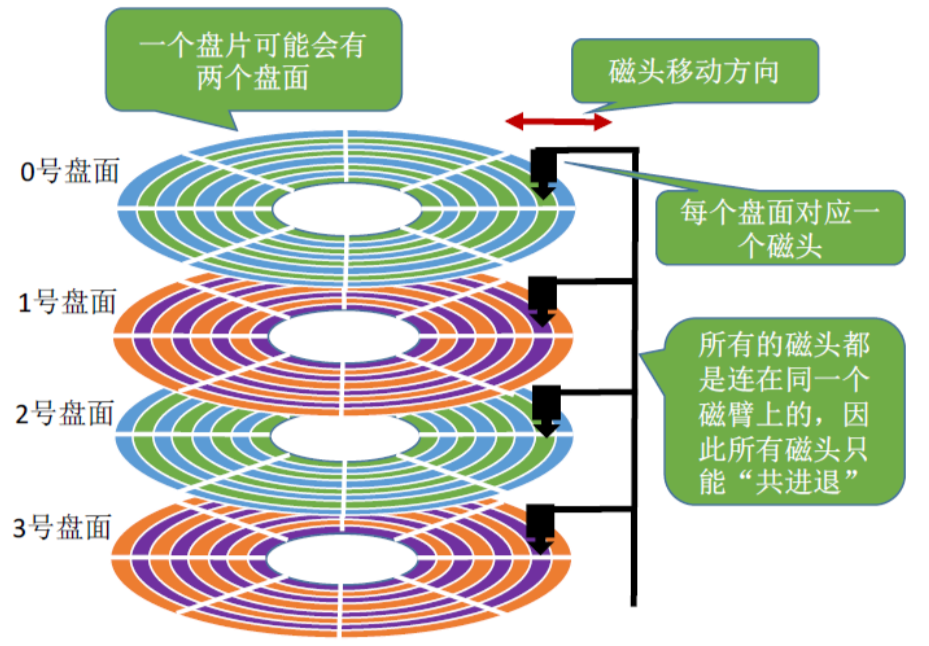 一个盘片可能会有
两个盘面
磁头移动方向
0号盘面
每个盘面对应一
个磁头
1号盘面
所有的磁头都
是连在同一个
磁臂上的，因
此所有磁头只
能“共进退”
2号盘面
3号盘面